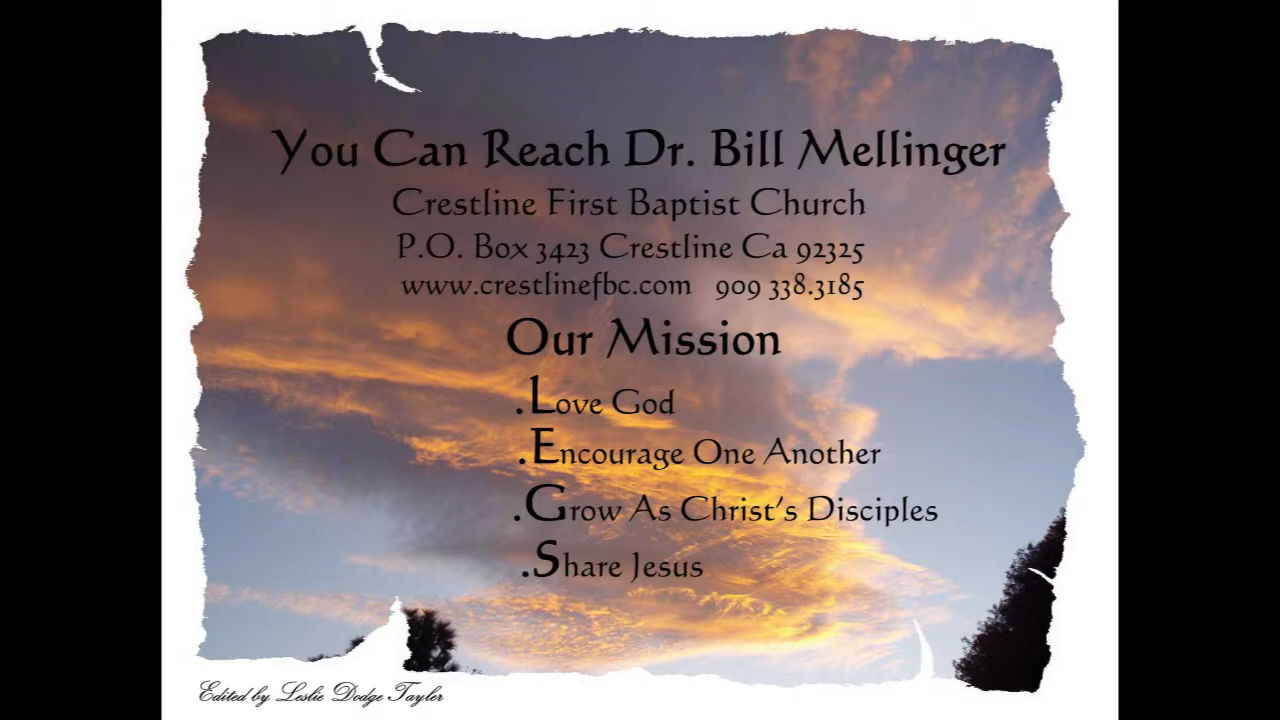 You Can Reach Dr. Bill Mellinger
Crestline First Baptist Church
P.O. Box 3423 Crestline Ca 92325
www.crestlinefbc.com 909 338.3185
Our Mission
.Love God
.Encourage One Another
.Grow As Christ's Disciples
.Share Jesus
Edited by Leslie Dodge Tayler